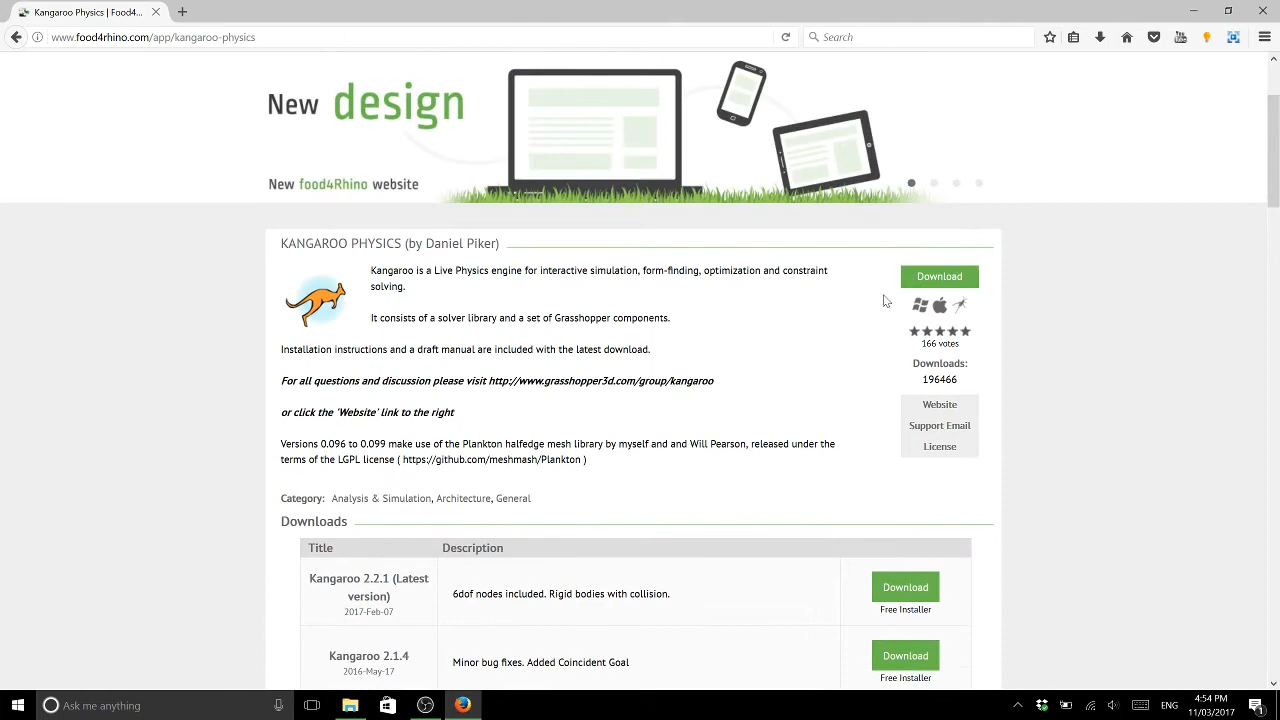 Kangaroo Physics | Food4...
www.food4rhino.com/app/kangaroo-physics
Search
New design
New food4Rhino website
KANGAROO PHYSICS (by Daniel Piker)
Kangaroo is a Live Physics engine for interactive simulation, form-finding, optimization and constraint
solving.
It consists of a solver library and a set of Grasshopper components.
Installation instructions and a draft manual are included with the latest download.
For all questions and discussion please visit http://www.grasshopper3d.com/group/kangaroo
or click the 'Website' link to the right
Versions 0.096 to 0.099 make use of the Plankton halfedge mesh library by myself and and Will Pearson, released under the
terms of the LGPL license ( https://github.com/meshmash/Plankton )
Category: Analysis & Simulation, Architecture, General
Download
166 votes
Downloads:
196466
Website
Support Email
License
Downloads
Title Description
Kangaroo 2.2.1 (Latest
version)
2017-Feb-07
6dof nodes included. Rigid bodies with collision.
Download
Free Installer
Kangaroo 2.1.4
2016-May-17
Minor bug fixes. Added Coincident Goal
Download
Free Installer
Ask me anything
ENG
4:54 PM
11/03/2017
1